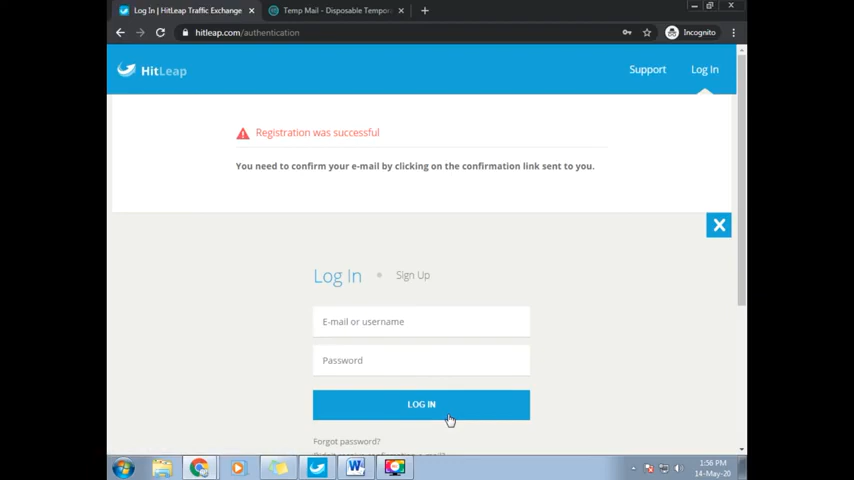 Log In | HitLeap Traffic Exchange
Temp Mail - Disposable Tempor
hitleap.com/authentication
Incognito
HitLeap
Support
Log In
Registration was successful
You need to confirm your e-mail by clicking on the confirmation link sent to you.
Log In
Sign Up
E-mail or username
Password
LOG IN
Forgot password?
1:56 PM
14-May-20